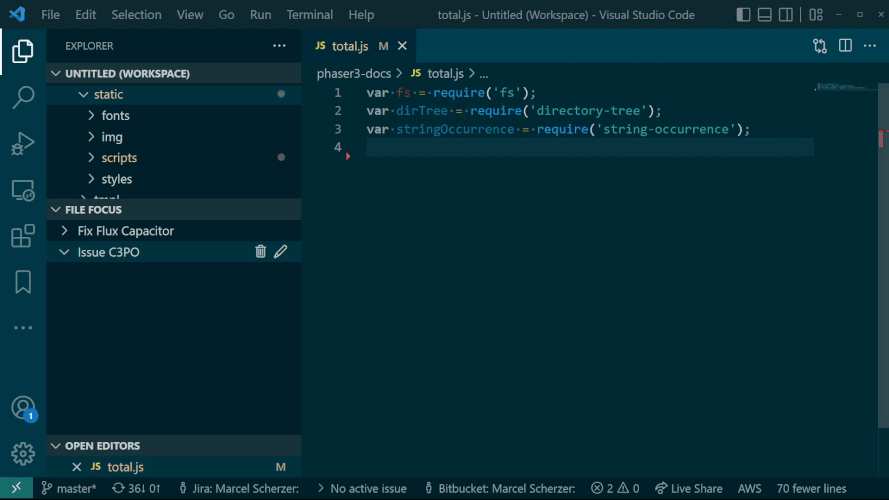 File Edit Selection View Go Run Terminal Help total.js - Untitled (Workspace) - Visual Studio Code
EXPLORER
UNTITLED (WORKSPACE)
static
fonts
img
scripts
styles
FILE FOCUS
Fix Flux Capacitor
Issue C3PO
OPEN EDITORS
JS total.js M
JS total.js M
phaser3-docs > JS total.js > ...
1 var fs = require('fs');
2 var dirTree = require('directory-tree');
3 var stringOccurrence = require('string-occurrence');
4
1
master* 36↓ 0↑ Jira: Marcel Scherzer: No active issue Bitbucket: Marcel Scherzer: 2 0 Live Share AWS 70 fewer lines